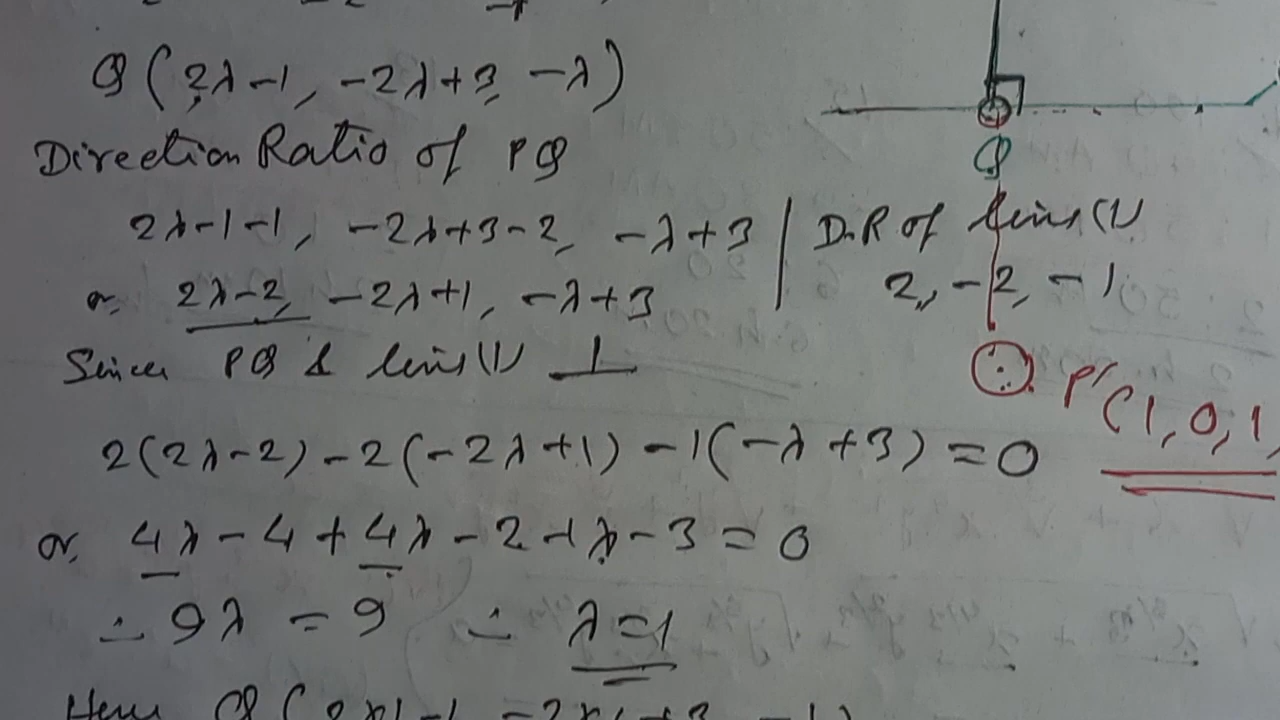 Q (2λ-1, -2λ+3, -λ)
Direction Ratio of PQ
2λ-1-1, -2λ+3-2, -λ+3 | D.R of line (1)
or, 2λ-2, -2λ+1, -λ+3
2, -2, -1
Since PQ & line (1) ⊥
2(2λ-2) -2(-2λ+1) -1(-λ+3) = 0
or, 4λ-4+4λ-2+λ-3 = 0
∴ 9λ = 9 ∴ λ=1
Q
P'(1, 0, 1,